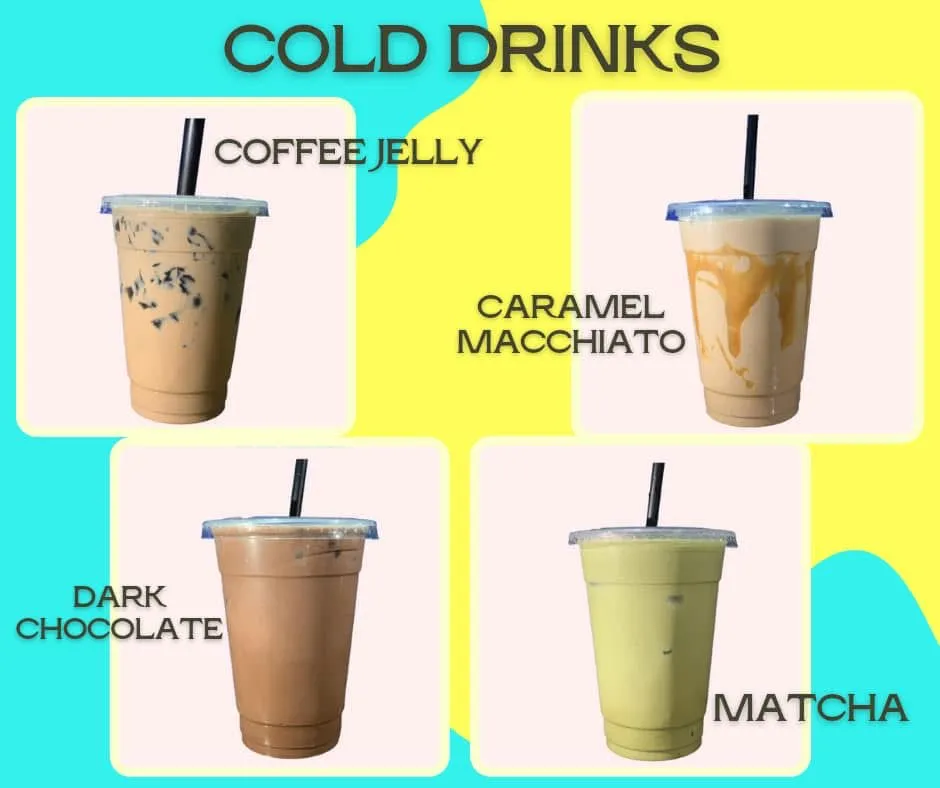 COLD DRINKS
COFFEE JELLY
CARAMEL
MACCHIATO
DARK
CHOCOLATE
MATCHA